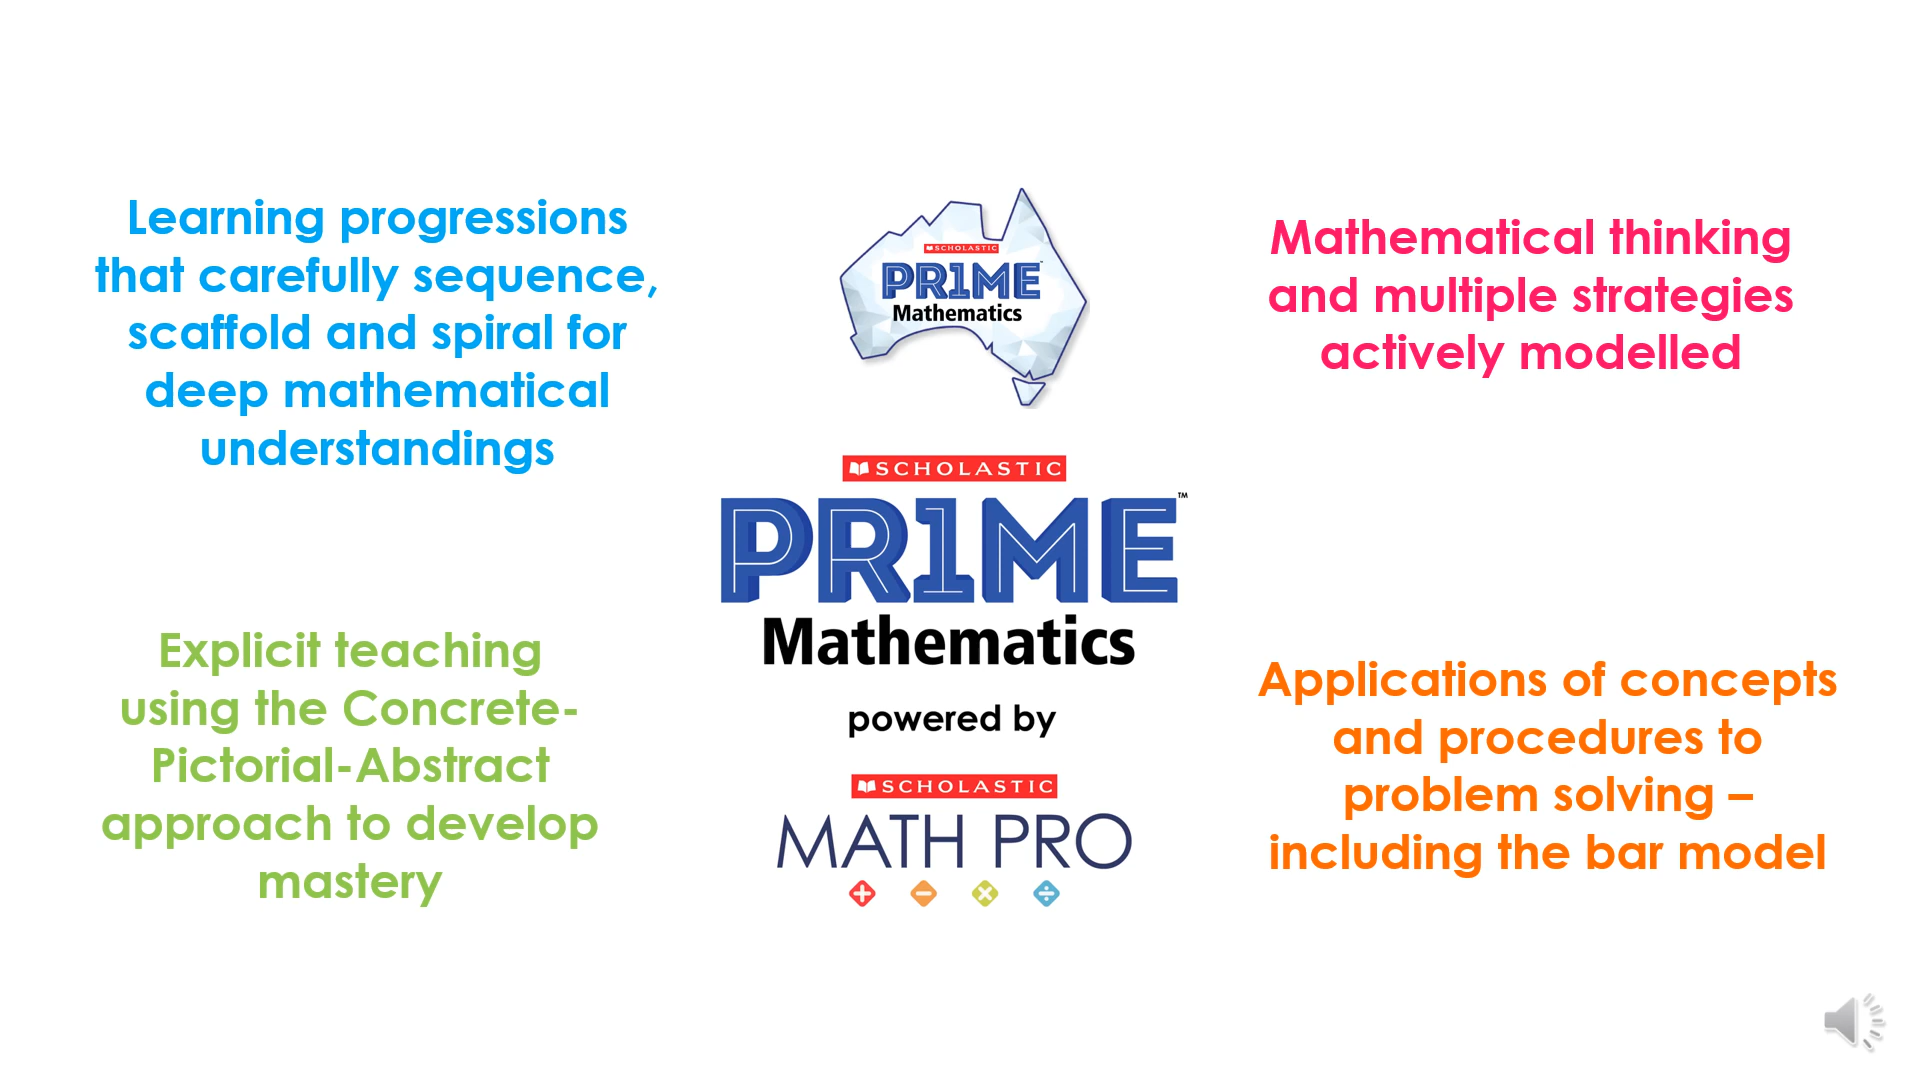 Learning progressions
that carefully sequence,
scaffold and spiral for
deep mathematical
understandings
Explicit teaching
using the Concrete-
Pictorial-Abstract
approach to develop
mastery
SCHOLASTIC
PR1ME
Mathematics
SCHOLASTIC
PR1ME™
Mathematics
powered by
SCHOLASTIC
MATH PRO
+ − × ÷
Mathematical thinking
and multiple strategies
actively modelled
Applications of concepts
and procedures to
problem solving –
including the bar model